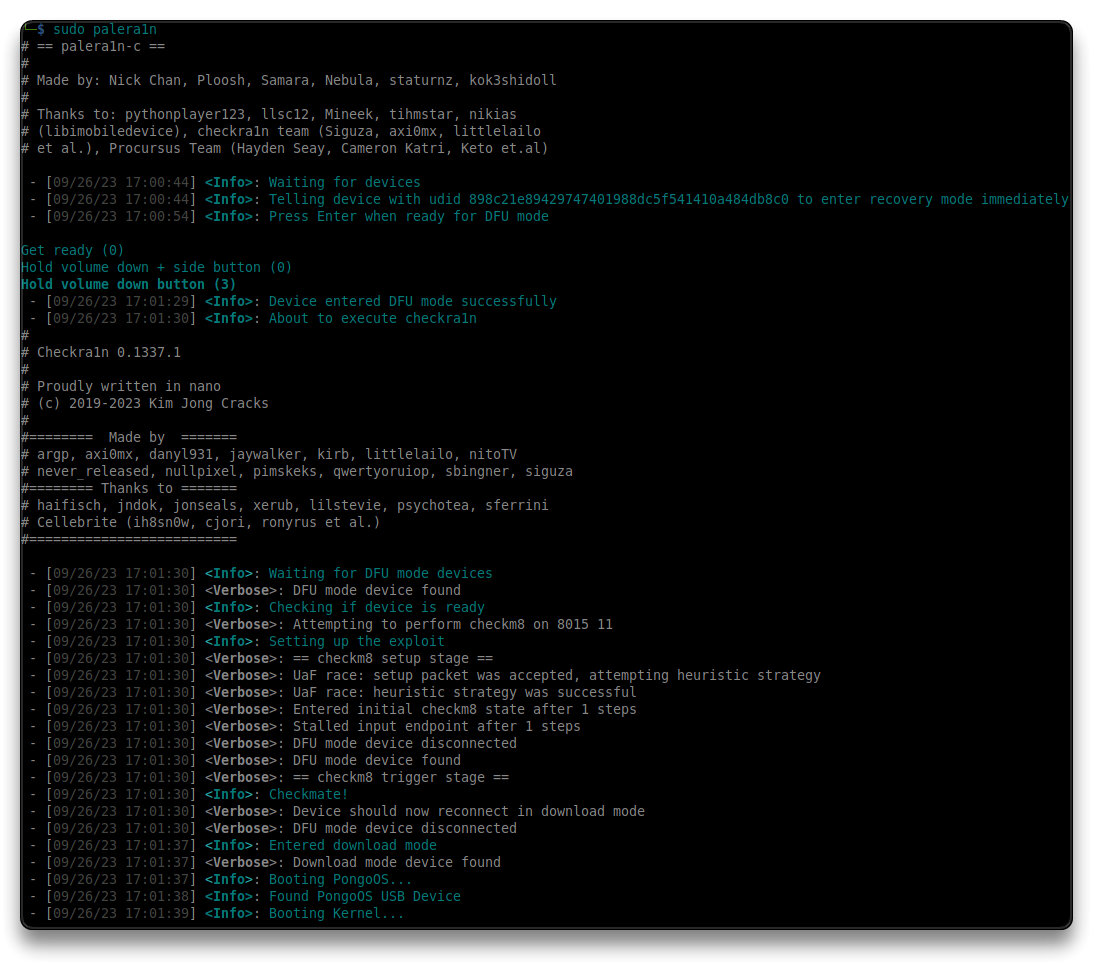 └─$ sudo palera1n
# == palera1n-c ==
#
# Made by: Nick Chan, Ploosh, Samara, Nebula, staturnz, kok3shidoll
#
# Thanks to: pythonplayer123, llsc12, Mineek, tihmstar, nikias
# (libimobiledevice), checkra1n team (Siguza, axi0mx, littlelailo
# et al.), Procursus Team (Hayden Seay, Cameron Katri, Keto et.al)
- [09/26/23 17:00:44] <Info>: Waiting for devices
- [09/26/23 17:00:44] <Info>: Telling device with udid 898c21e89429747401988dc5f541410a484db8c0 to enter recovery mode immediately
- [09/26/23 17:00:54] <Info>: Press Enter when ready for DFU mode
Get ready (0)
Hold volume down + side button (0)
Hold volume down button (3)
- [09/26/23 17:01:29] <Info>: Device entered DFU mode successfully
- [09/26/23 17:01:30] <Info>: About to execute checkra1n
#
# Checkra1n 0.1337.1
#
# Proudly written in nano
# (c) 2019-2023 Kim Jong Cracks
#
#========  Made by  =======
# argp, axi0mx, danyl931, jaywalker, kirb, littlelailo, nitoTV
# never_released, nullpixel, pimskeks, qwertyoruiop, sbingner, siguza
#======== Thanks to =======
# haifisch, jndok, jonseals, xerub, lilstevie, psychotea, sferrini
# Cellebrite (ih8sn0w, cjori, ronyrus et al.)
#==========================
- [09/26/23 17:01:30] <Info>: Waiting for DFU mode devices
- [09/26/23 17:01:30] <Verbose>: DFU mode device found
- [09/26/23 17:01:30] <Info>: Checking if device is ready
- [09/26/23 17:01:30] <Verbose>: Attempting to perform checkm8 on 8015 11
- [09/26/23 17:01:30] <Info>: Setting up the exploit
- [09/26/23 17:01:30] <Verbose>: == checkm8 setup stage ==
- [09/26/23 17:01:30] <Verbose>: UaF race: setup packet was accepted, attempting heuristic strategy
- [09/26/23 17:01:30] <Verbose>: UaF race: heuristic strategy was successful
- [09/26/23 17:01:30] <Verbose>: Entered initial checkm8 state after 1 steps
- [09/26/23 17:01:30] <Verbose>: Stalled input endpoint after 1 steps
- [09/26/23 17:01:30] <Verbose>: DFU mode device disconnected
- [09/26/23 17:01:30] <Verbose>: DFU mode device found
- [09/26/23 17:01:30] <Verbose>: == checkm8 trigger stage ==
- [09/26/23 17:01:30] <Info>: Checkmate!
- [09/26/23 17:01:30] <Verbose>: Device should now reconnect in download mode
- [09/26/23 17:01:30] <Verbose>: DFU mode device disconnected
- [09/26/23 17:01:37] <Info>: Entered download mode
- [09/26/23 17:01:37] <Verbose>: Download mode device found
- [09/26/23 17:01:37] <Info>: Booting PongoOS...
- [09/26/23 17:01:38] <Info>: Found PongoOS USB Device
- [09/26/23 17:01:39] <Info>: Booting Kernel...